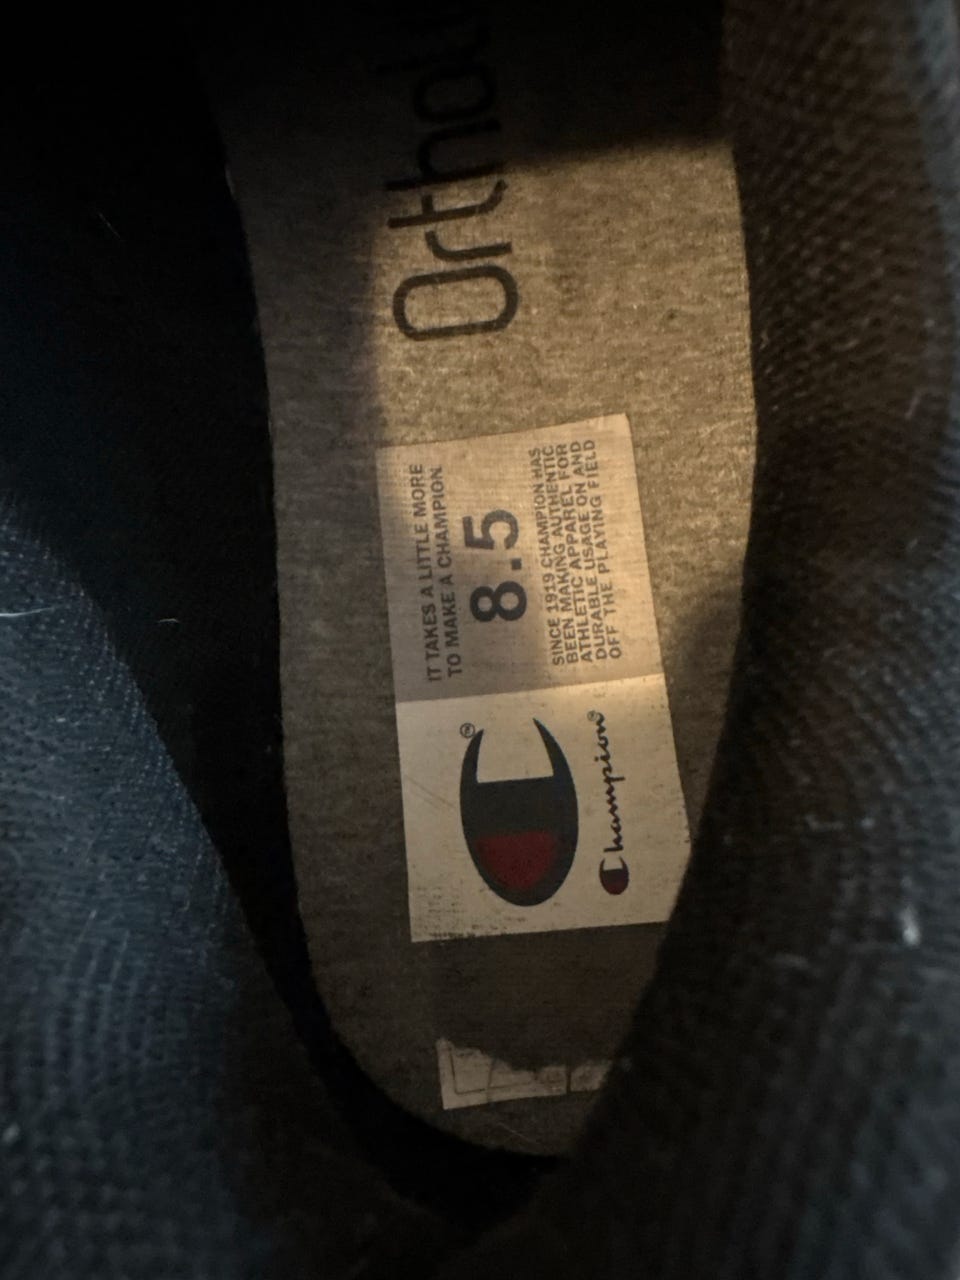 Ortho
IT TAKES A LITTLE MORE
TO MAKE A CHAMPION.
8.5
SINCE 1919 CHAMPION HAS
BEEN MAKING AUTHENTIC
ATHLETIC APPAREL FOR
DURABLE USAGE ON AND
OFF THE PLAYING FIELD
C®
Champion®